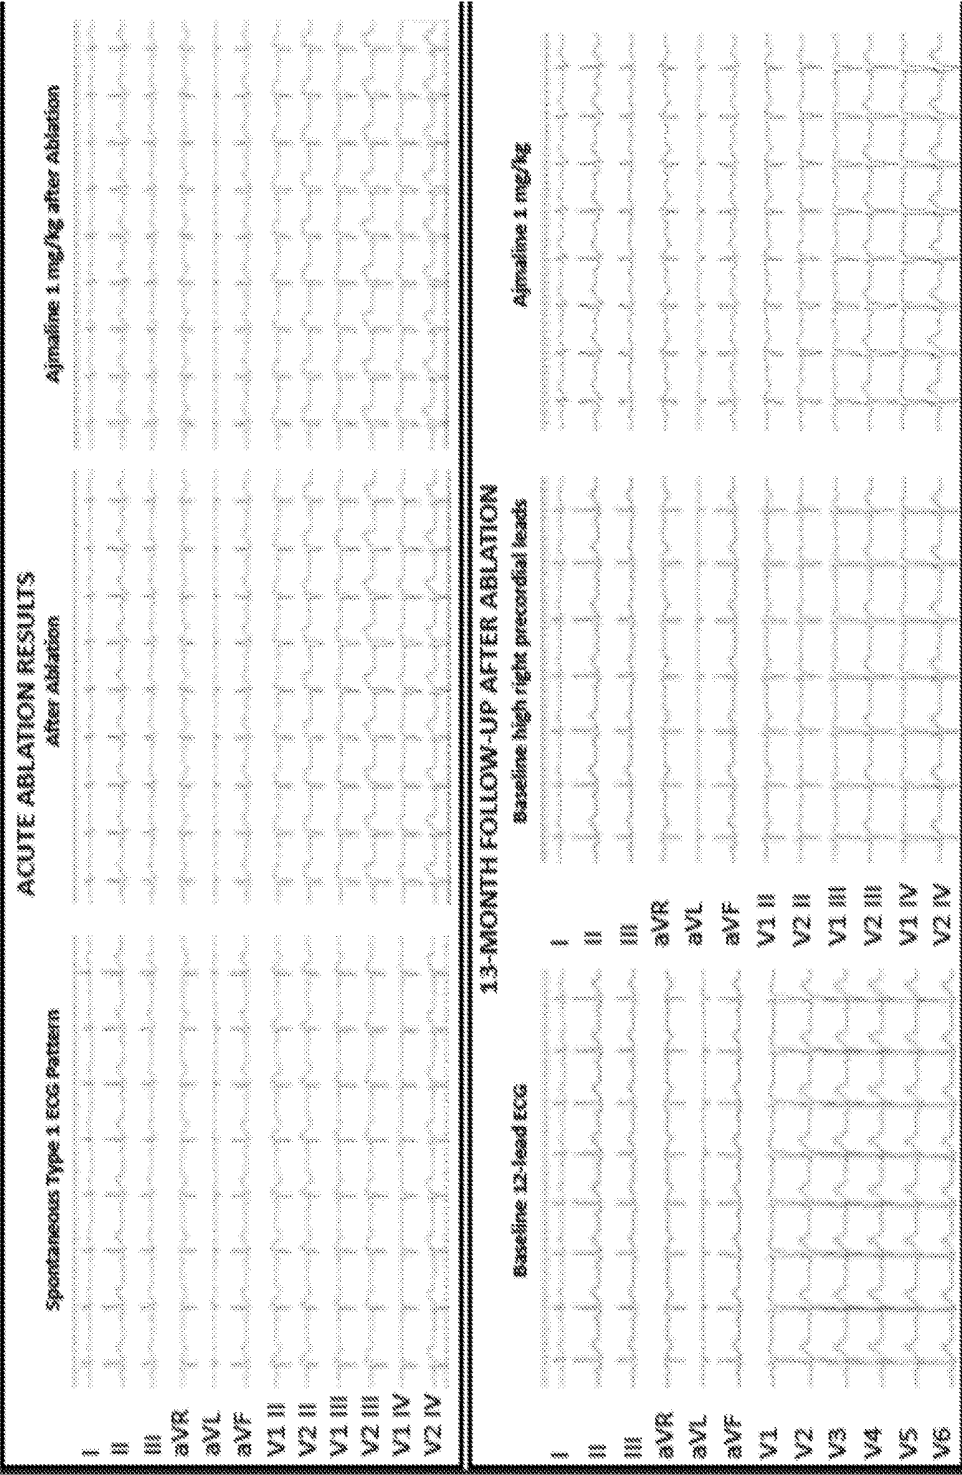 ACUTE ABLATION RESULTS
Spontaneous Type 1 ECG Pattern
After Ablation
Ajmaline 1 mg/kg after Ablation
I
II
III
aVR
aVL
aVF
V1 II
V2 II
V1 III
V2 III
V1 IV
V2 IV
13-MONTH FOLLOW-UP AFTER ABLATION
Baseline 12-lead ECG
Baseline high right precordial leads
Ajmaline 1 mg/kg
I
II
III
aVR
aVL
aVF
V1
V2
V3
V4
V5
V6
I
II
III
aVR
aVL
aVF
V1 II
V2 II
V1 III
V2 III
V1 IV
V2 IV